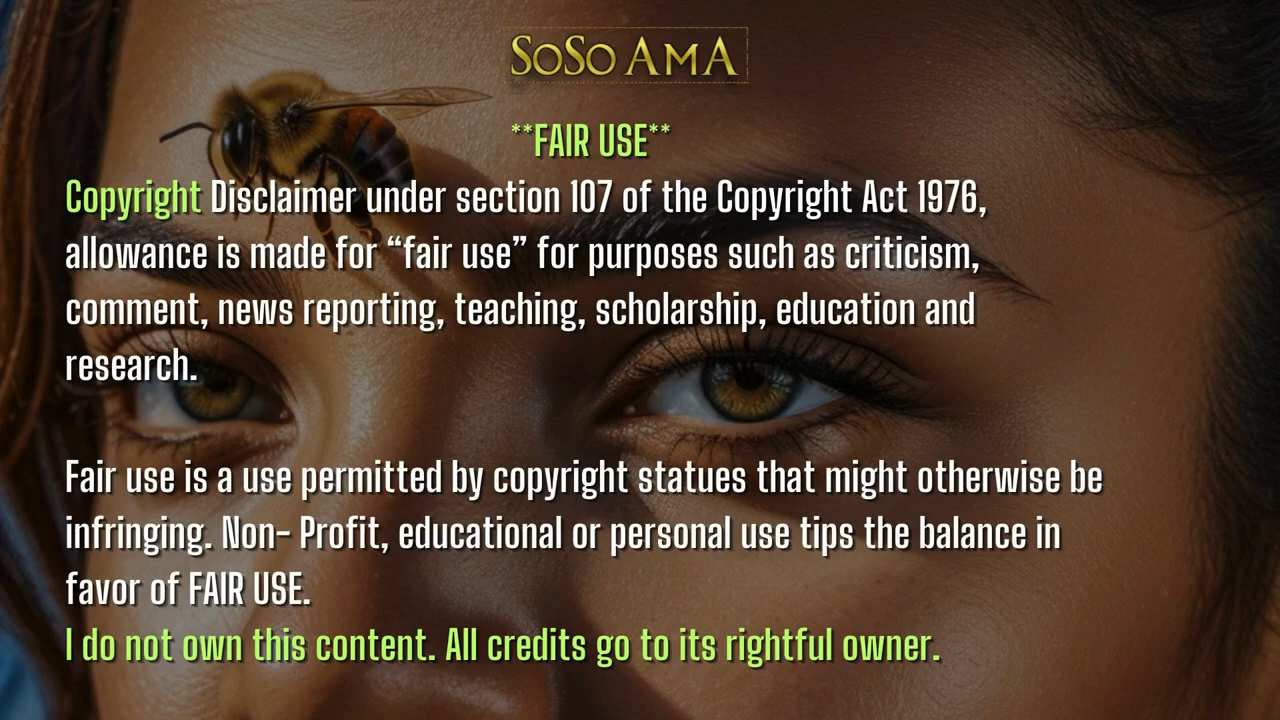 SoSo AmA
**FAIR USE**
Copyright Disclaimer under section 107 of the Copyright Act 1976,
allowance is made for “fair use” for purposes such as criticism,
comment, news reporting, teaching, scholarship, education and
research.
Fair use is a use permitted by copyright statues that might otherwise be
infringing. Non- Profit, educational or personal use tips the balance in
favor of FAIR USE.
I do not own this content. All credits go to its rightful owner.